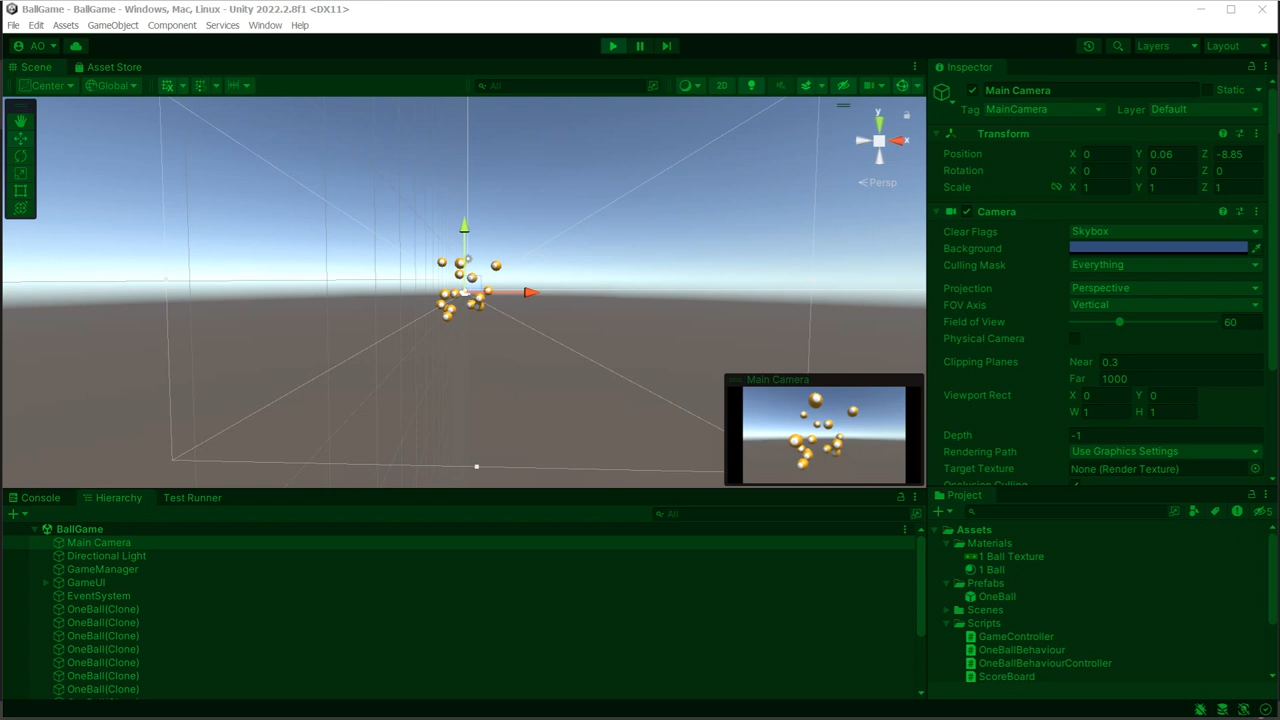 BallGame - BallGame - Windows, Mac, Linux - Unity 2022.2.8f1 <DX11>
File Edit Assets GameObject Component Services Window Help
AO Layers Layout
Scene Asset Store
Center Global All 2D
y
x
Persp
Main Camera
Console Hierarchy Test Runner
All
BallGame
Main Camera
Directional Light
GameManager
GameUI
EventSystem
OneBall(Clone)
OneBall(Clone)
OneBall(Clone)
OneBall(Clone)
OneBall(Clone)
OneBall(Clone)
OneBall(Clone)
Inspector
Main Camera Static
Tag MainCamera Layer Default
Transform
Position X 0 Y 0.06 Z -8.85
Rotation X 0 Y 0 Z 0
Scale X 1 Y 1 Z 1
Camera
Clear Flags Skybox
Background
Culling Mask Everything
Projection Perspective
FOV Axis Vertical
Field of View 60
Physical Camera
Clipping Planes Near 0.3
Far 1000
Viewport Rect X 0 Y 0
W 1 H 1
Depth -1
Rendering Path Use Graphics Settings
Target Texture None (Render Texture)
Occlusion Culling
Project
5
Assets
Materials
1 Ball Texture
1 Ball
Prefabs
OneBall
Scenes
Scripts
GameController
OneBallBehaviour
OneBallBehaviourController
ScoreBoard